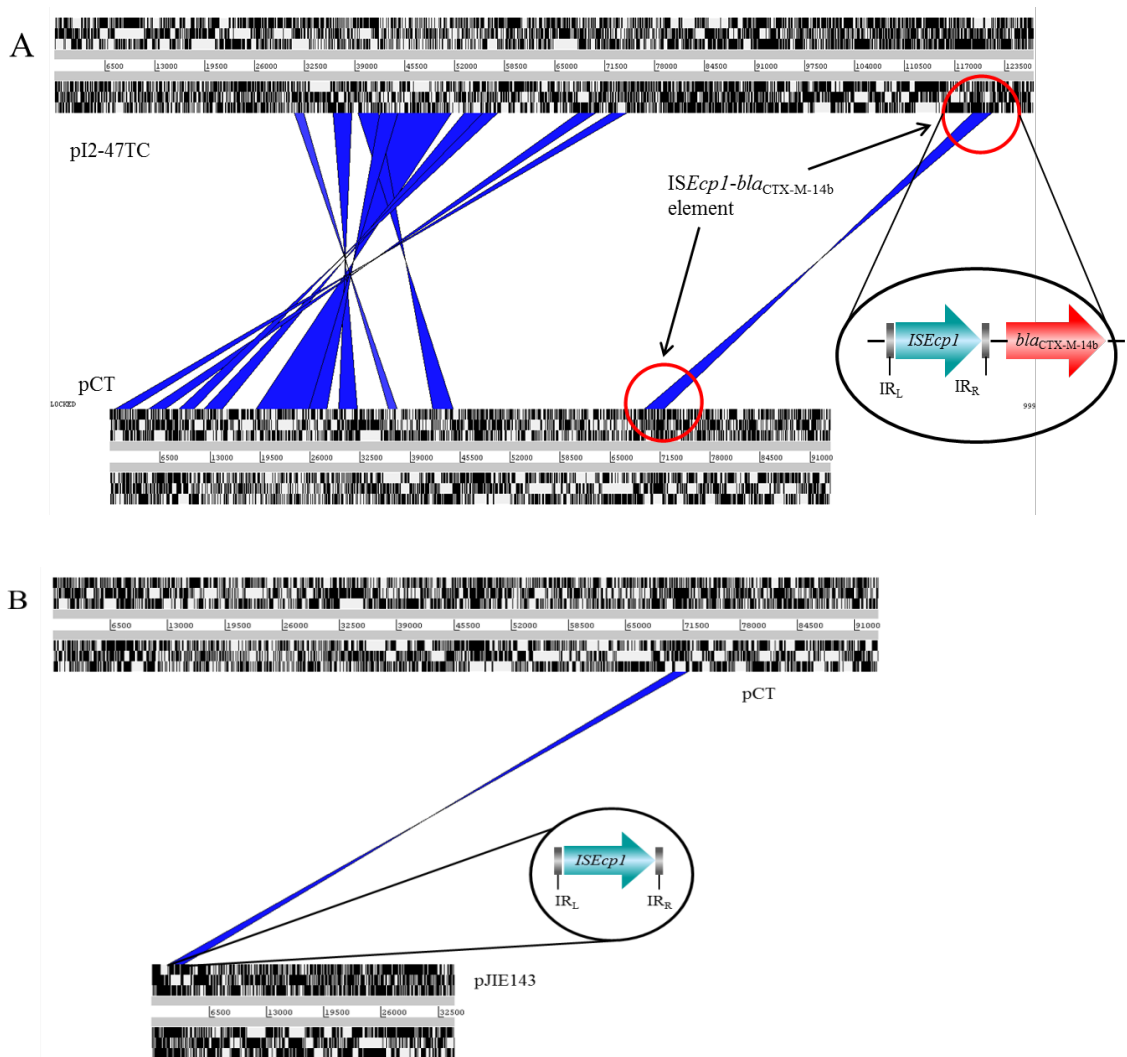 A
6500 13000 19500 26000 32500 39000 45500 52000 58500 65000 71500 78000 84500 91000 97500 104000 110500 117000 123500
pI2-47TC
ISEcp1-blaCTX-M-14b
element
ISEcp1 blaCTX-M-14b
IRL IRR
pCT
LOCKED 999
6500 13000 19500 26000 32500 39000 45500 52000 58500 65000 71500 78000 84500 91000
B
6500 13000 19500 26000 32500 39000 45500 52000 58500 65000 71500 78000 84500 91000
pCT
ISEcp1
IRL IRR
pJIE143
6500 13000 19500 26000 32500